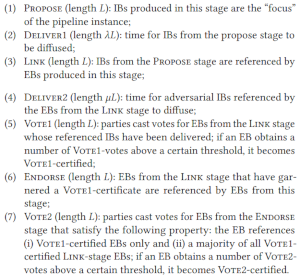 (1) PROPOSE (length L): IBs produced in this stage are the “focus”
of the pipeline instance;
(2) DELIVER1 (length λL): time for IBs from the propose stage to
be diffused;
(3) LINK (length L): IBs from the PROPOSE stage are referenced by
EBs produced in this stage;
(4) DELIVER2 (length μL): time for adversarial IBs referenced by
the EBs from the LINK stage to diffuse;
(5) VOTE1 (length L): parties cast votes for EBs from the LINK stage
whose referenced IBs have been delivered; if an EB obtains a
number of VOTE1-votes above a certain threshold, it becomes
VOTE1-certified;
(6) ENDORSE (length L): EBs from the LINK stage that have gar-
nered a VOTE1-certificate are referenced by EBs from this
stage;
(7) VOTE2 (length L): parties cast votes for EBs from the ENDORSE
stage that satisfy the following property: the EB references
(i) VOTE1-certified EBs only and (ii) a majority of all VOTE1-
certified LINK-stage EBs; if an EB obtains a number of VOTE2-
votes above a certain threshold, it becomes VOTE2-certified.